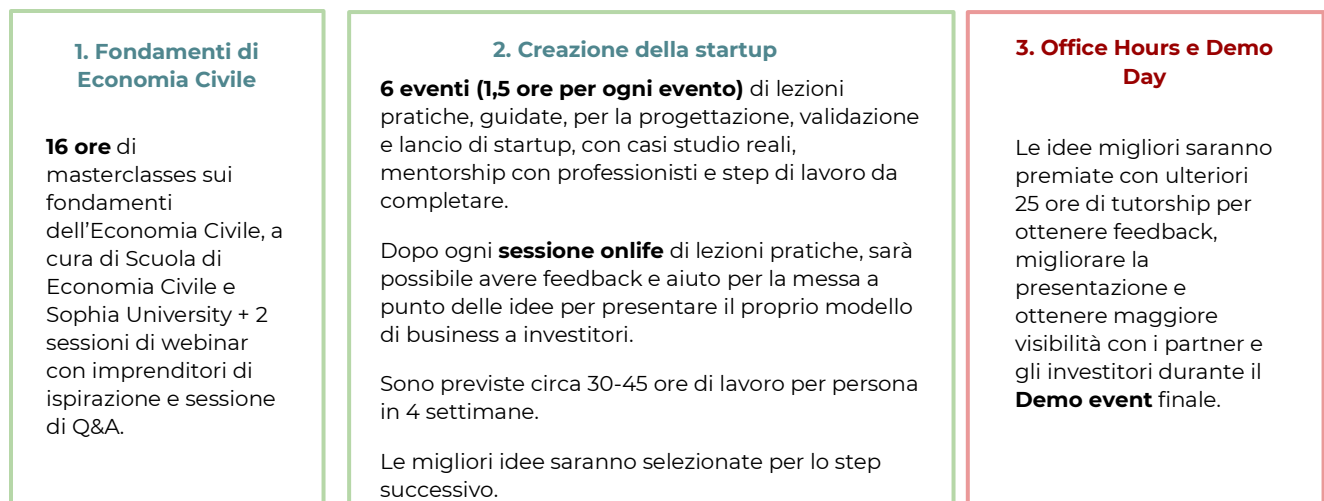 1. Fondamenti di
Economia Civile
16 ore di
masterclasses sui
fondamenti
dell'Economia Civile, a
cura di Scuola di
Economia Civile e
Sophia University + 2
sessioni di webinar
con imprenditori di
ispirazione e sessione
di Q&A.
2. Creazione della startup
6 eventi (1,5 ore per ogni evento) di lezioni
pratiche, guidate, per la progettazione, validazione
e lancio di startup, con casi studio reali,
mentorship con professionisti e step di lavoro da
completare.
Dopo ogni sessione onlife di lezioni pratiche, sarà
possibile avere feedback e aiuto per la messa a
punto delle idee per presentare il proprio modello
di business a investitori.
Sono previste circa 30-45 ore di lavoro per persona
in 4 settimane.
Le migliori idee saranno selezionate per lo step
successivo.
3. Office Hours e Demo
Day
Le idee migliori saranno
premiate con ulteriori
25 ore di tutorship per
ottenere feedback,
migliorare la
presentazione e
ottenere maggiore
visibilità con i partner e
gli investitori durante il
Demo event finale.